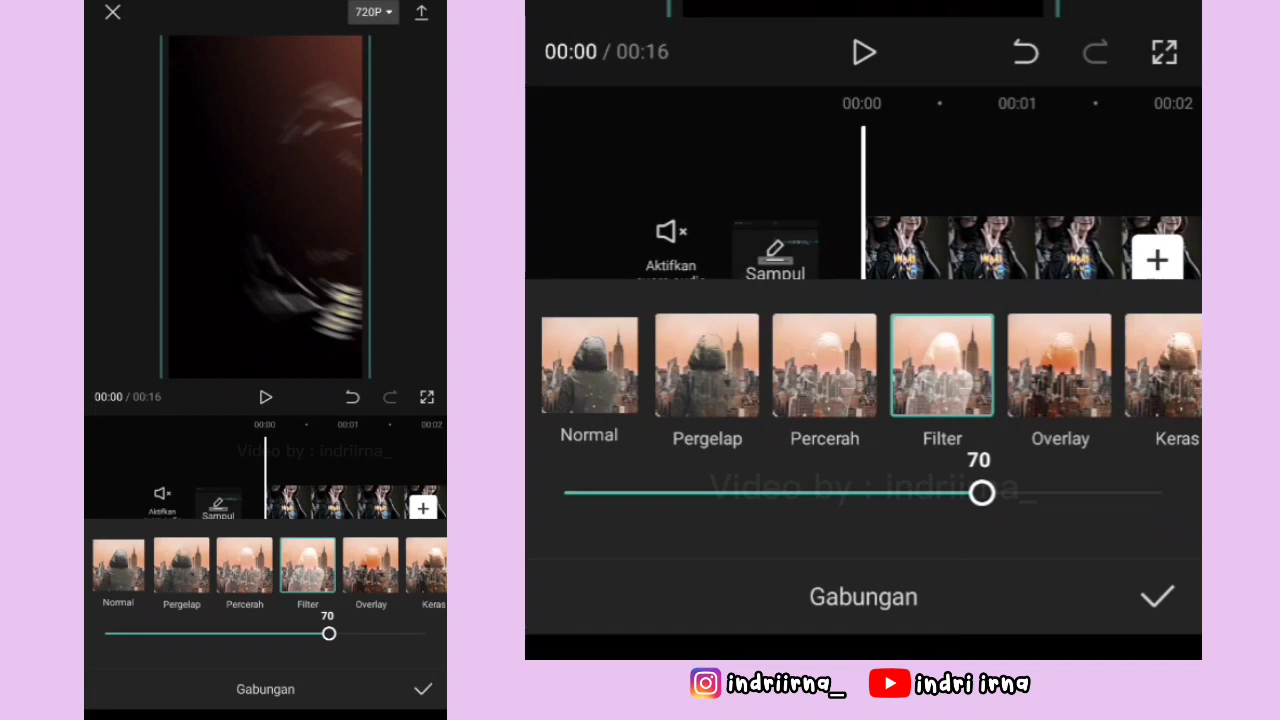 720P
00:00 / 00:16
00:00
00:01
00:02
Video by : indriirna_
Aktifkan
Sampul
+
Normal
Pergelap
Percerah
Filter
Overlay
Keras
70
Gabungan
00:00 / 00:16
00:00
00:01
00:02
Aktifkan
suara audio
Sampul
+
Normal
Pergelap
Percerah
Filter
Overlay
Keras
70
Video by : indriirna_
Gabungan
indriirna_
indri irna